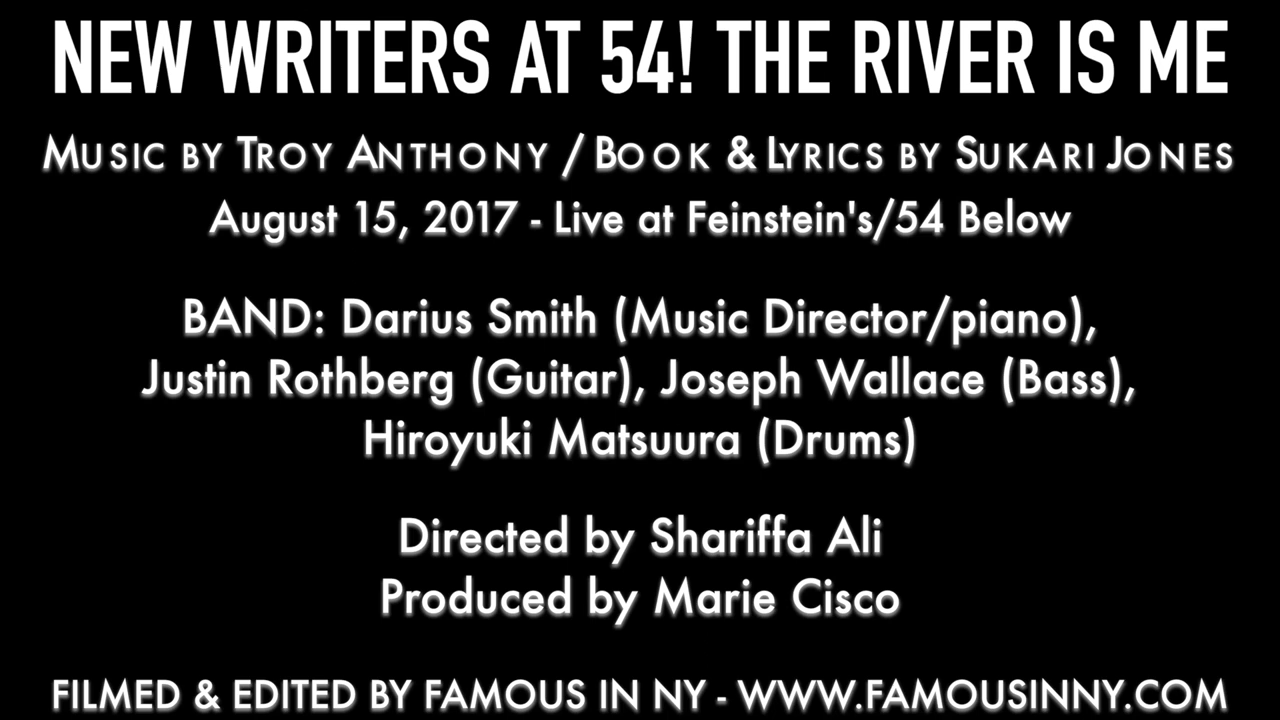 NEW WRITERS AT 54! THE RIVER IS ME
MUSIC BY TROY ANTHONY / BOOK & LYRICS BY SUKARI JONES
August 15, 2017 - Live at Feinstein's/54 Below
BAND: Darius Smith (Music Director/piano),
Justin Rothberg (Guitar), Joseph Wallace (Bass),
Hiroyuki Matsuura (Drums)
Directed by Shariffa Ali
Produced by Marie Cisco
FILMED & EDITED BY FAMOUS IN NY - WWW.FAMOUSINNY.COM